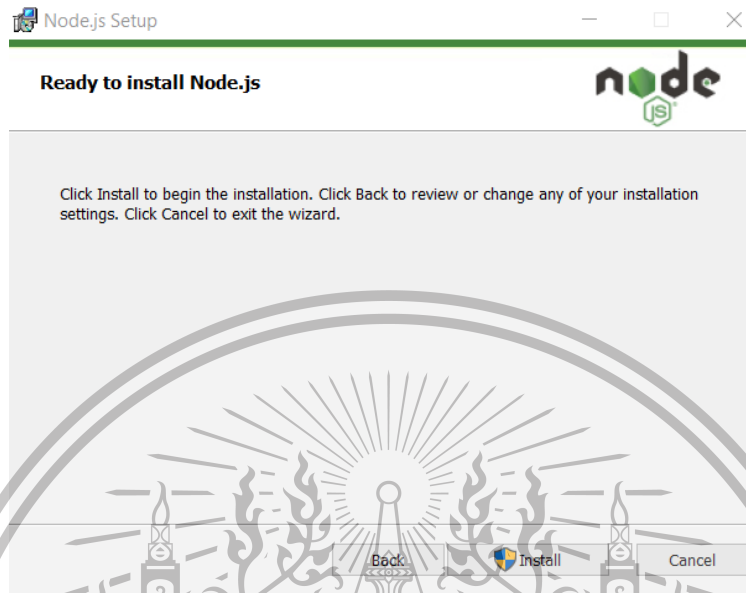 Node.js Setup
Ready to install Node.js
node
JS
Click Install to begin the installation. Click Back to review or change any of your installation
settings. Click Cancel to exit the wizard.
Back
Install
Cancel